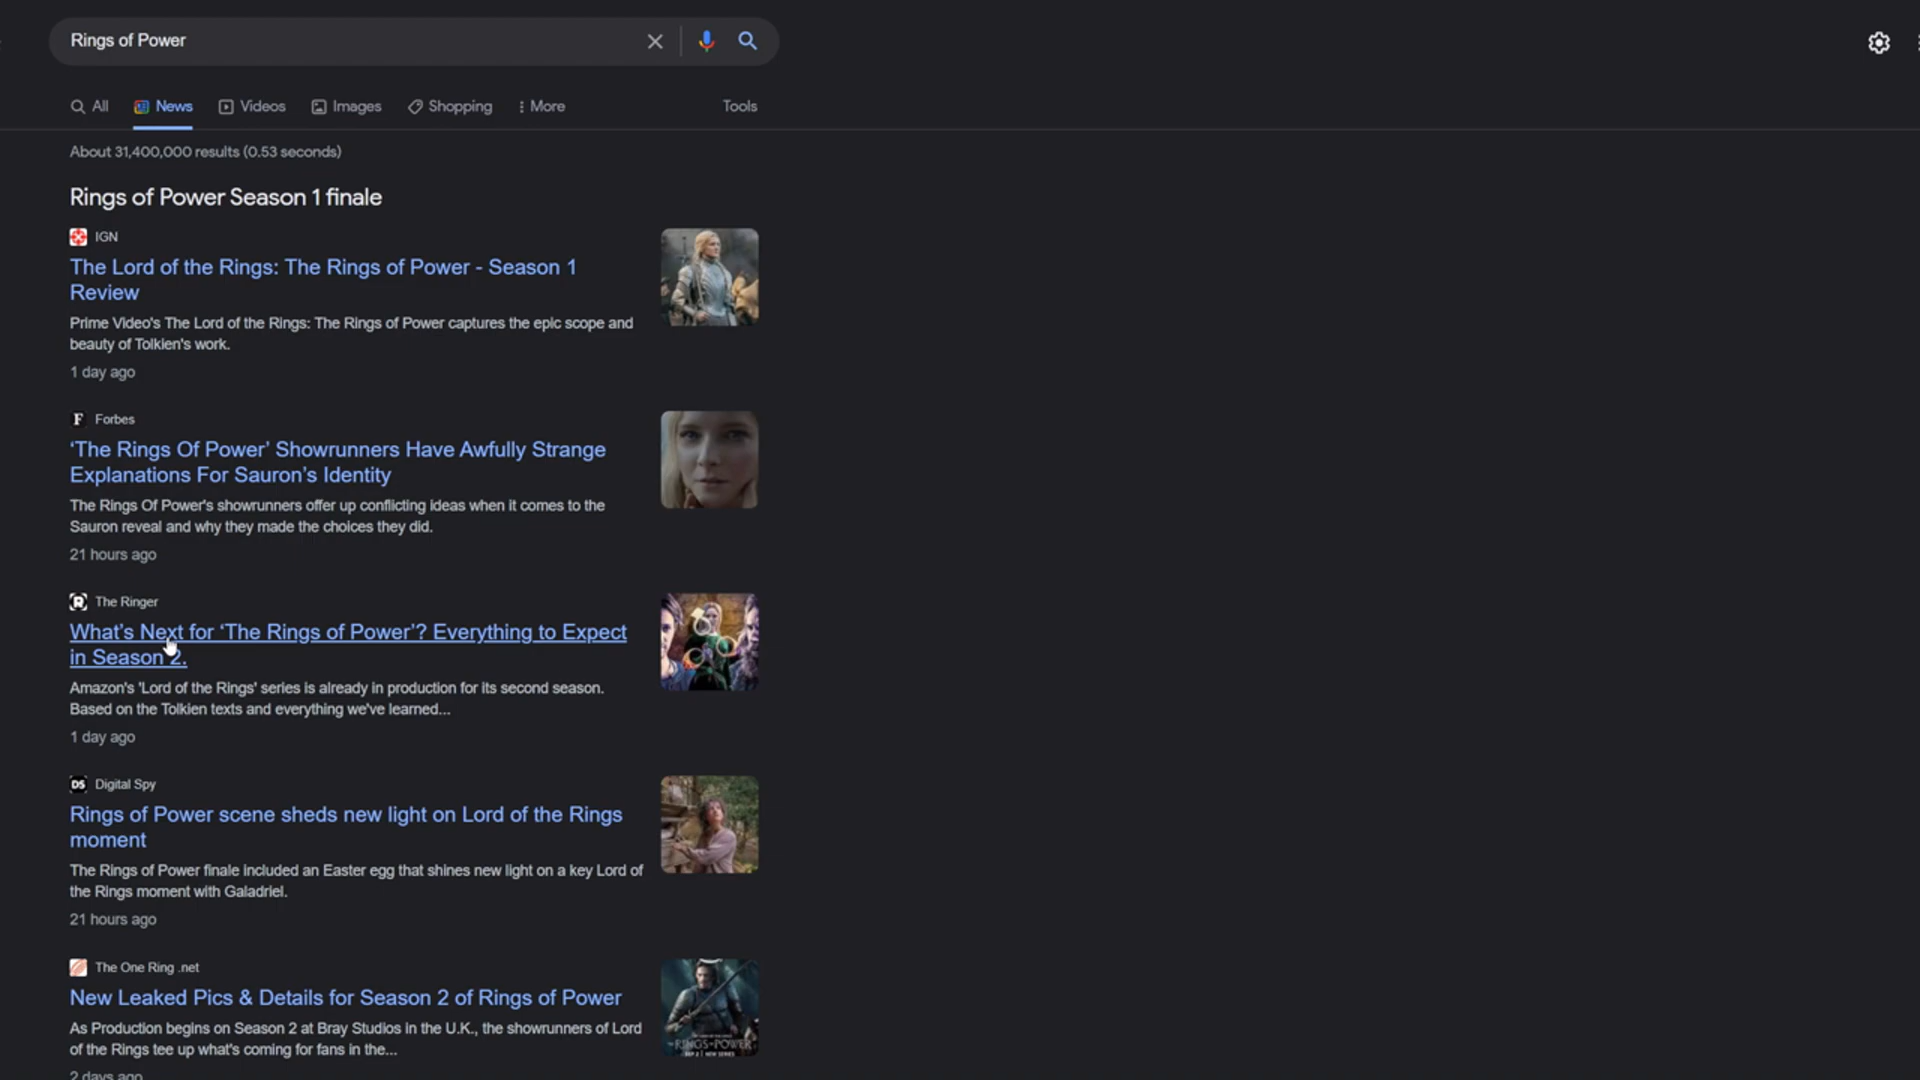 Rings of Power
All News Videos Images Shopping More Tools
About 31,400,000 results (0.53 seconds)
Rings of Power Season 1 finale
IGN
The Lord of the Rings: The Rings of Power - Season 1
Review
Prime Video's The Lord of the Rings: The Rings of Power captures the epic scope and
beauty of Tolkien's work.
1 day ago
F Forbes
‘The Rings Of Power’ Showrunners Have Awfully Strange
Explanations For Sauron’s Identity
The Rings Of Power's showrunners offer up conflicting ideas when it comes to the
Sauron reveal and why they made the choices they did.
21 hours ago
R The Ringer
What’s Next for ‘The Rings of Power’? Everything to Expect
in Season 2.
Amazon's 'Lord of the Rings' series is already in production for its second season.
Based on the Tolkien texts and everything we've learned...
1 day ago
DS Digital Spy
Rings of Power scene sheds new light on Lord of the Rings
moment
The Rings of Power finale included an Easter egg that shines new light on a key Lord of
the Rings moment with Galadriel.
21 hours ago
The One Ring .net
New Leaked Pics & Details for Season 2 of Rings of Power
As Production begins on Season 2 at Bray Studios in the U.K., the showrunners of Lord
of the Rings tee up what's coming for fans in the...
RINGS OF POWER
2 days ago